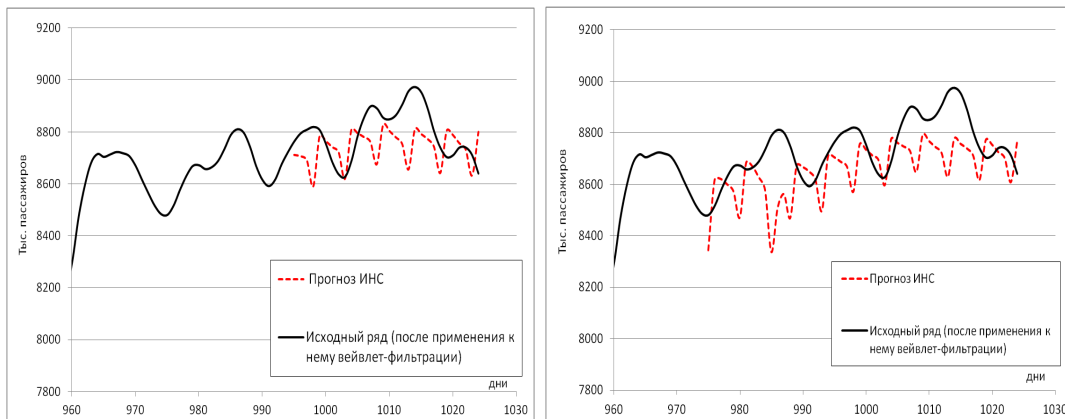 9200
9000
8800
8600
8400
8200
8000
7800
Тыс. пассажиров
Прогноз ИНС
Исходный ряд (после применения к
нему вейвлет-фильтрации)
дни
960 970 980 990 1000 1010 1020 1030
9200
9000
8800
8600
8400
8200
8000
7800
Тыс. пассажиров
Прогноз ИНС
Исходный ряд (после применения к
нему вейвлет-фильтрации)
дни
960 970 980 990 1000 1010 1020 1030